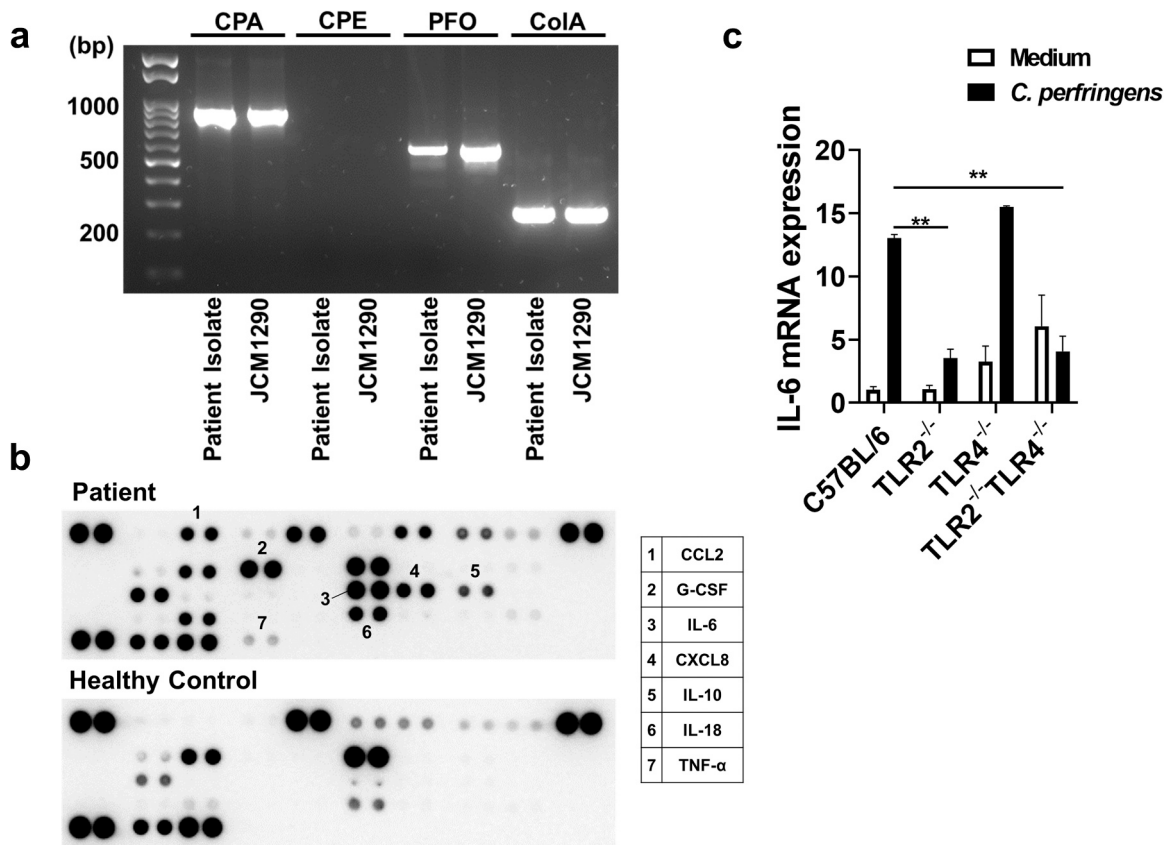 a
CPA CPE PFO ColA
(bp)
1000
500
200
Patient Isolate
JCM1290
Patient Isolate
JCM1290
Patient Isolate
JCM1290
Patient Isolate
JCM1290
b
Patient
1
2
3
4
5
6
7
Healthy Control
1 CCL2
2 G-CSF
3 IL-6
4 CXCL8
5 IL-10
6 IL-18
7 TNF-α
c
Medium
C. perfringens
IL-6 mRNA expression
20
15
10
5
0
**
**
C57BL/6
TLR2-/-
TLR4-/-
TLR2-/-TLR4-/-